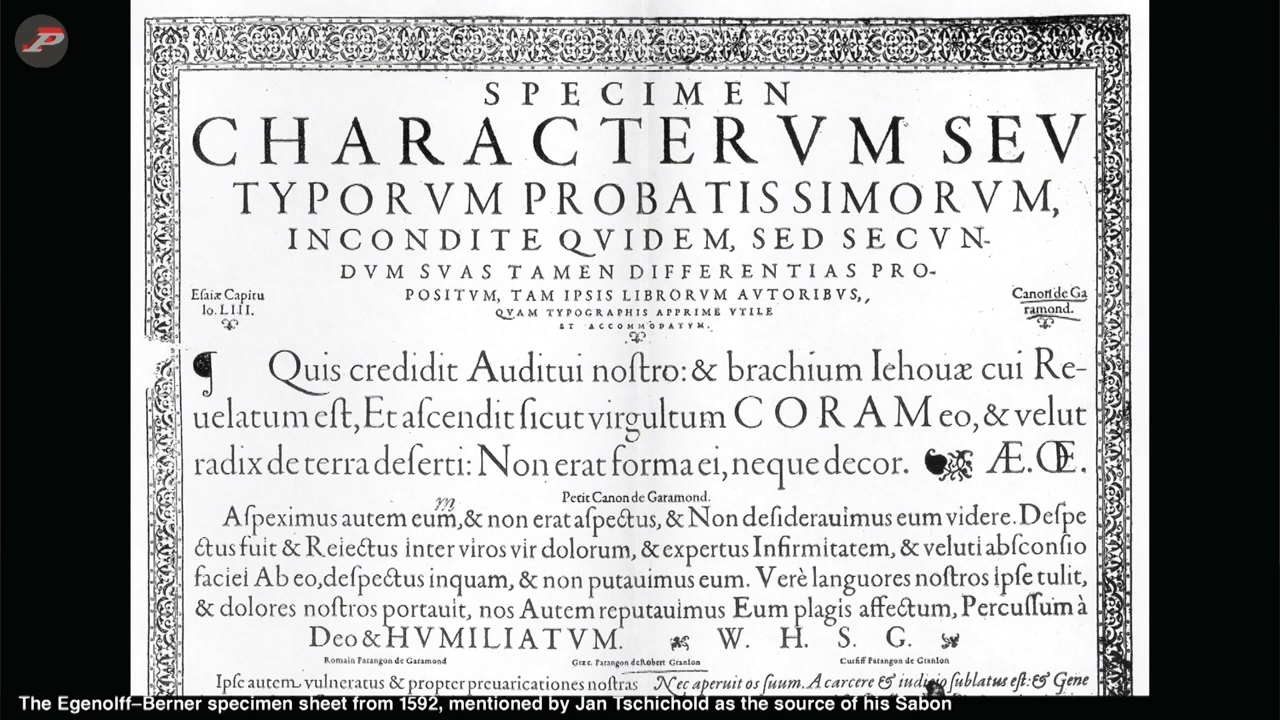 SPECIMEN
CHARACTERVM SEV
TYPORVM PROBATISSIMORVM,
INCONDITE QVIDEM, SED SECVN-
DVM SVAS TAMEN DIFFERENTIAS PRO-
POSITVM, TAM IPSIS LIBRORVM AVTORIBVS,,
QVAM TYPOGRAPHIS APPRIME VTILE
ET ACCOMMODATVM.
Eſaiæ Capitu
lo. LIII.
Canon de Ga
ramond.
¶ Quis credidit Auditui noſtro: & brachium Iehouæ cui Re-
uelatum eſt, Et aſcendit ſicut virgultum CORAM eo, & velut
radix de terra deſerti: Non erat forma ei, neque decor. ❧ Æ. Œ.
Petit Canon de Garamond.
m
Aſpeximus autem eum, & non erat aſpectus, & Non deſiderauimus eum videre. Deſpe
ctus fuit & Reiectus inter viros vir dolorum, & expertus Infirmitatem, & veluti abſconſio
faciei Ab eo, deſpectus inquam, & non putauimus eum. Verè languores noſtros ipſe tulit,
& dolores noſtros portauit, nos Autem reputauimus Eum plagis affectum, Percuſſum à
Deo & HVMILIATVM. W. H. S. G.
Romain Parangon de Garamond
Græc. Parangon de Robert Granlon
Curſiff Parangon de Granlon
Ipſe autem vulneratus & propter preuaricationes noſtras
Nec aperuit os ſuum. A carcere & iudicio ſublatus eſt: & Gene
The Egenolff–Berner specimen sheet from 1592, mentioned by Jan Tschichold as the source of his Sabon